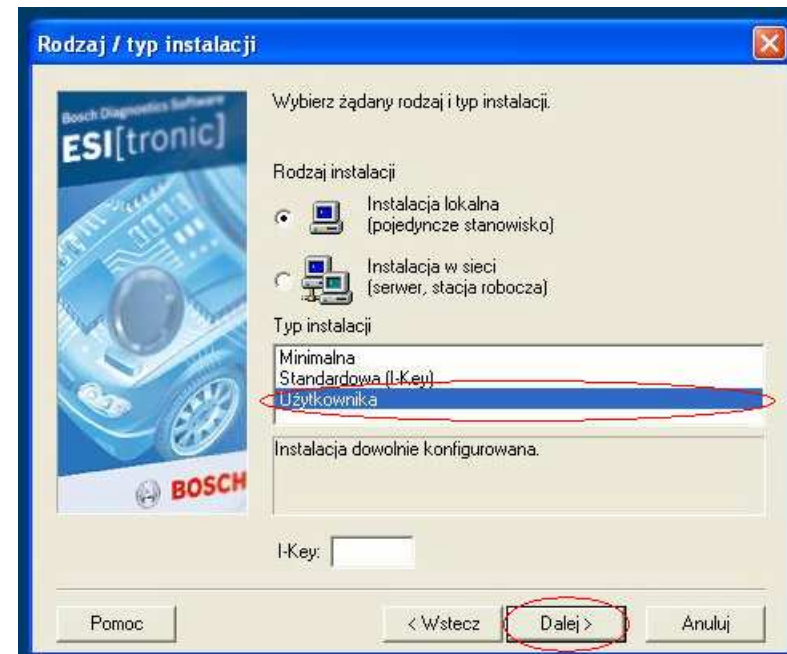 Rodzaj / typ instalacji
Bosch Diagnostics Software
ESI[tronic]
BOSCH
Wybierz żądany rodzaj i typ instalacji.
Rodzaj instalacji
Instalacja lokalna
(pojedyncze stanowisko)
Instalacja w sieci
(serwer, stacja robocza)
Typ instalacji
Minimalna
Standardowa (I-Key)
Użytkownika
Instalacja dowolnie konfigurowana.
I-Key:
Pomoc
< Wstecz
Dalej >
Anuluj